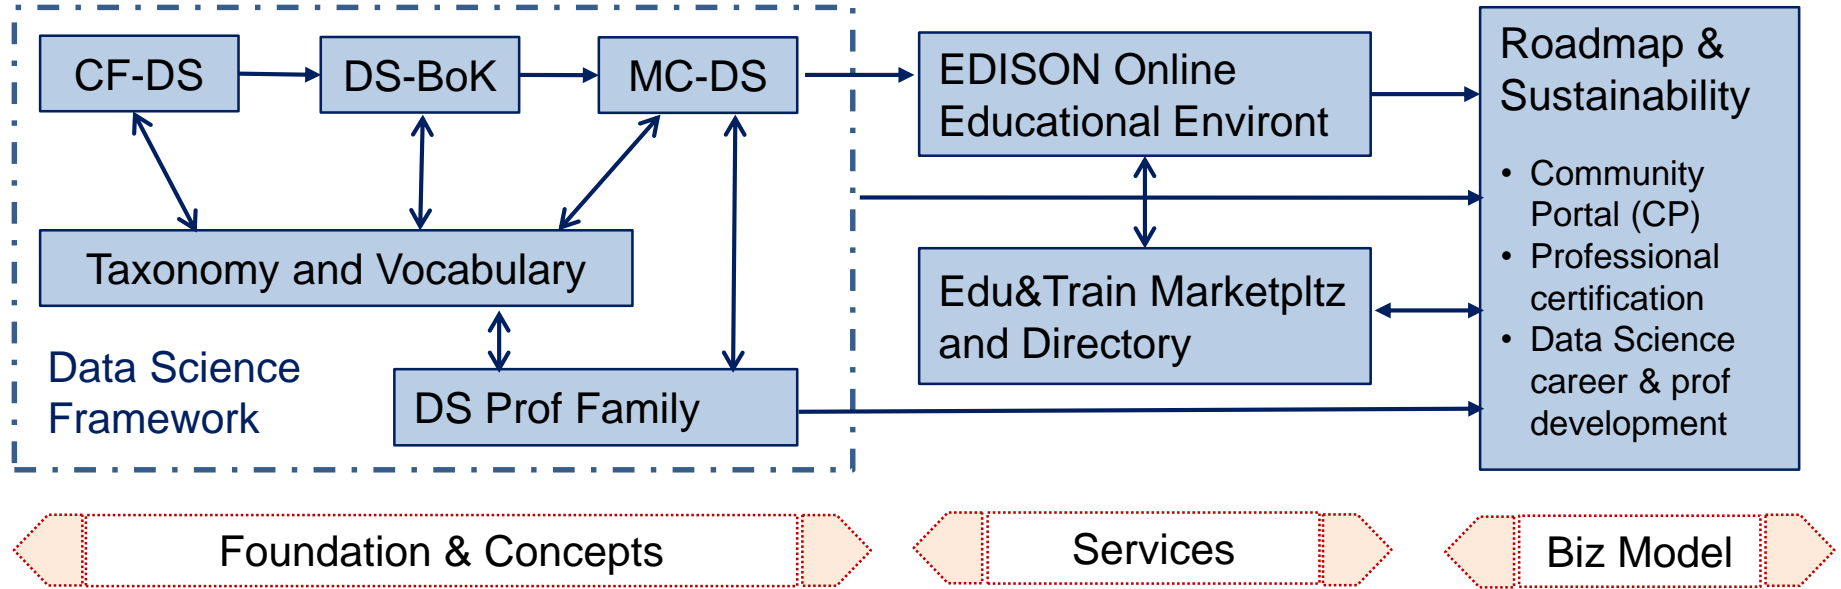 CF-DS
DS-BoK
MC-DS
EDISON Online
Educational Environt
Roadmap &
Sustainability
• Community
Portal (CP)
• Professional
certification
• Data Science
career & prof
development
Taxonomy and Vocabulary
Edu&Train Marketpltz
and Directory
Data Science
Framework
DS Prof Family
Foundation & Concepts
Services
Biz Model